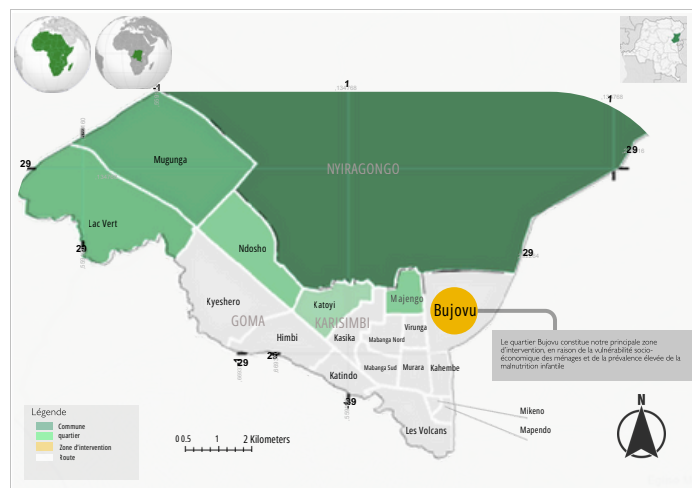 -1
1
1
29
29
29
29
Mugunga
NYIRAGONGO
Lac Vert
Ndosho
Kyeshero
GOMA
Himbi
Katoyi
KARISIMBI
Majengo
Bujovu
Virunga
Kasika
Mabanga Nord
Katindo
Mabanga Sud
Murara
Kahembe
Les Volcans
Mikeno
Mapendo
Le quartier Bujovu constitue notre principale zone
d'intervention, en raison de la vulnérabilité socio-
économique des ménages et de la prévalence élevée de la
malnutrition infantile
Légende
Commune
quartier
Zone d'intervention
Route
0 0.5 1 2 Kilometers
N